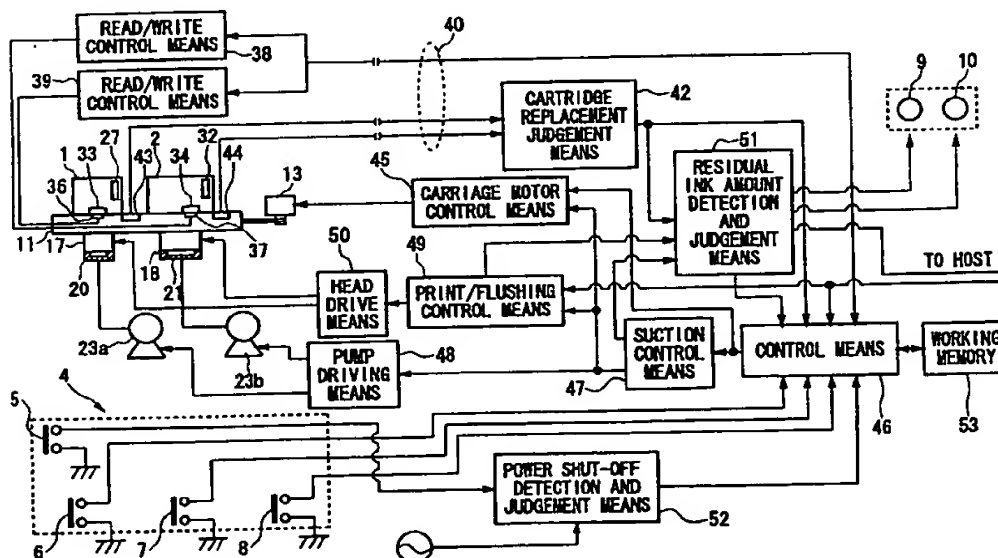 READ/WRITE
CONTROL MEANS
38
40
39
READ/WRITE
CONTROL MEANS
9
10
CARTRIDGE
REPLACEMENT
JUDGEMENT
MEANS
42
51
RESIDUAL
INK AMOUNT
DETECTION
AND
JUDGEMENT
MEANS
1
33
27
43
2
34
32
44
13
45
CARRIAGE MOTOR
CONTROL MEANS
36
11
17
18
37
20
21
50
HEAD
DRIVE
MEANS
49
PRINT/FLUSHING
CONTROL MEANS
TO HOST
23a
23b
PUMP
DRIVING
MEANS
48
SUCTION
CONTROL
MEANS
47
CONTROL MEANS
46
WORKING
MEMORY
53
4
5
6
7
8
POWER SHUT-OFF
DETECTION AND
JUDGEMENT
MEANS
52